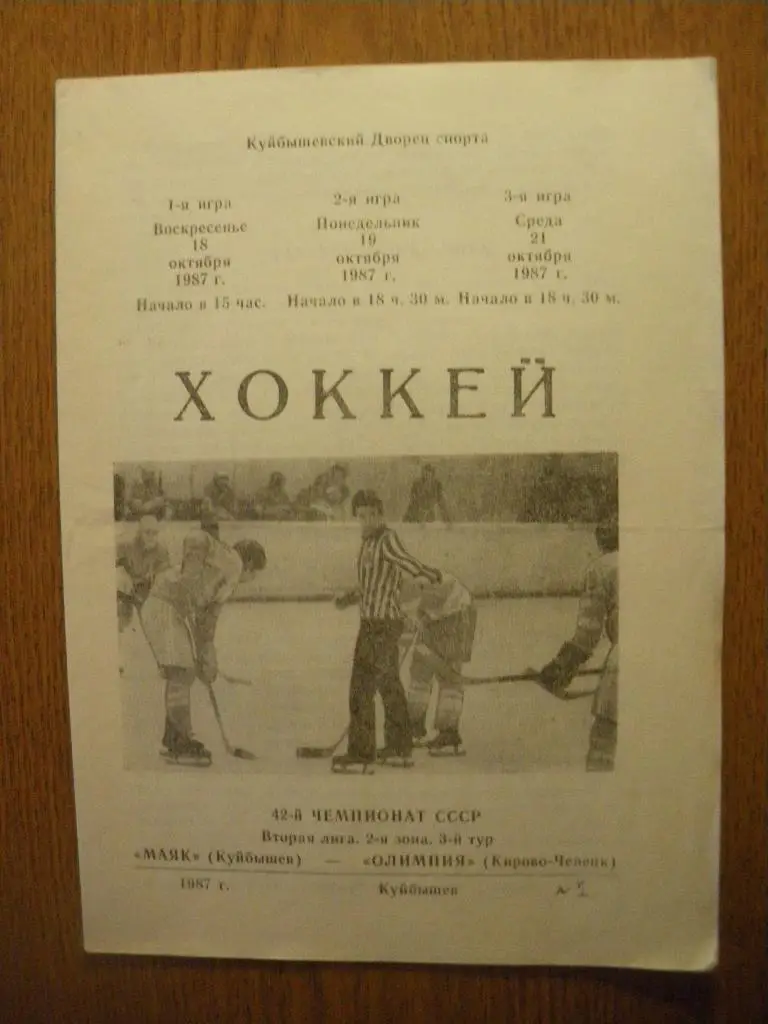 Куйбышевский Дворец спорта
1-я игра
Воскресенье
18
октября
1987 г.
Начало в 15 час.
2-я игра
Понедельник
19
октября
1987 г.
Начало в 18 ч. 30 м.
3-я игра
Среда
21
октября
1987 г.
Начало в 18 ч. 30 м.
ХОККЕЙ
42-й ЧЕМПИОНАТ СССР
Вторая лига. 2-я зона. 3-й тур
«МАЯК» (Куйбышев) — «ОЛИМПИЯ» (Кирово-Чепецк)
1987 г. Куйбышев